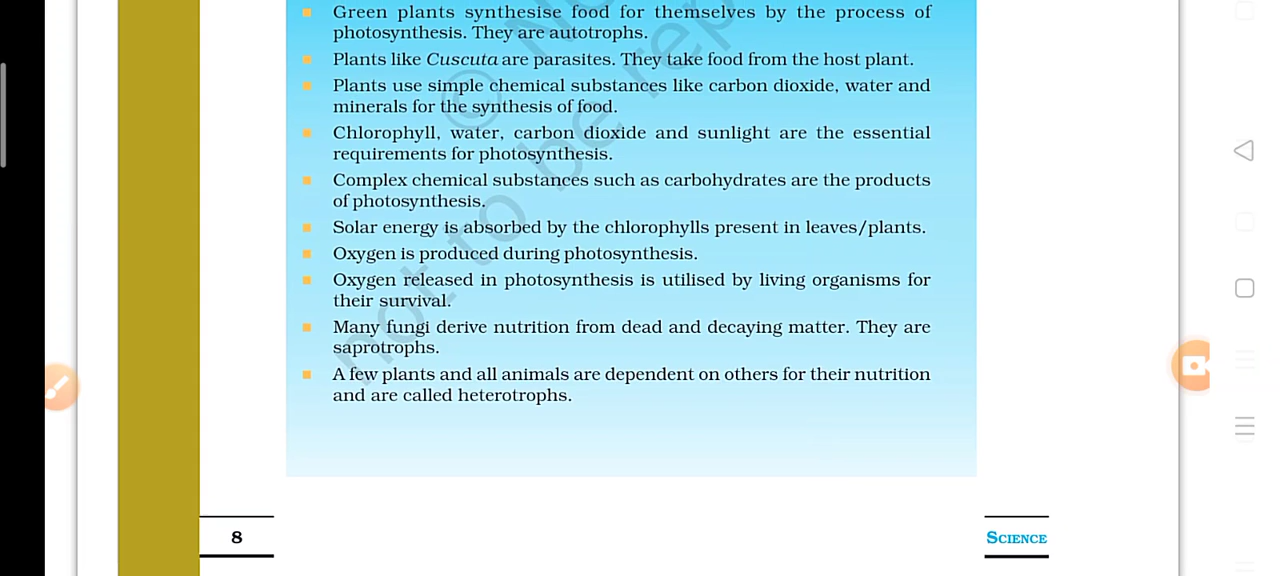 Green plants synthesise food for themselves by the process of
photosynthesis. They are autotrophs.
Plants like Cuscuta are parasites. They take food from the host plant.
Plants use simple chemical substances like carbon dioxide, water and
minerals for the synthesis of food.
Chlorophyll, water, carbon dioxide and sunlight are the essential
requirements for photosynthesis.
Complex chemical substances such as carbohydrates are the products
of photosynthesis.
Solar energy is absorbed by the chlorophylls present in leaves/plants.
Oxygen is produced during photosynthesis.
Oxygen released in photosynthesis is utilised by living organisms for
their survival.
Many fungi derive nutrition from dead and decaying matter. They are
saprotrophs.
A few plants and all animals are dependent on others for their nutrition
and are called heterotrophs.
not to be rep
© N
8
SCIENCE